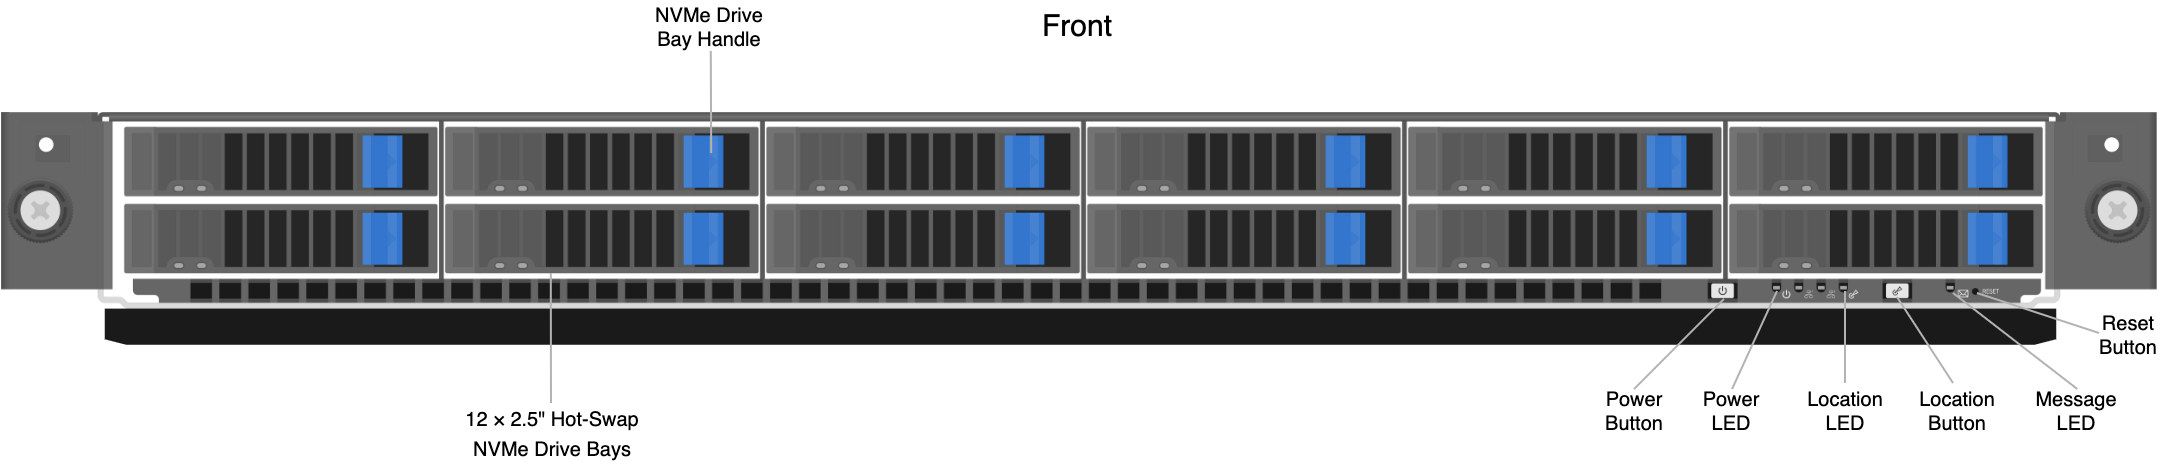 Front
NVMe Drive
Bay Handle
RESET
12 × 2.5" Hot-Swap
NVMe Drive Bays
Power
Button
Power
LED
Location
LED
Location
Button
Message
LED
Reset
Button